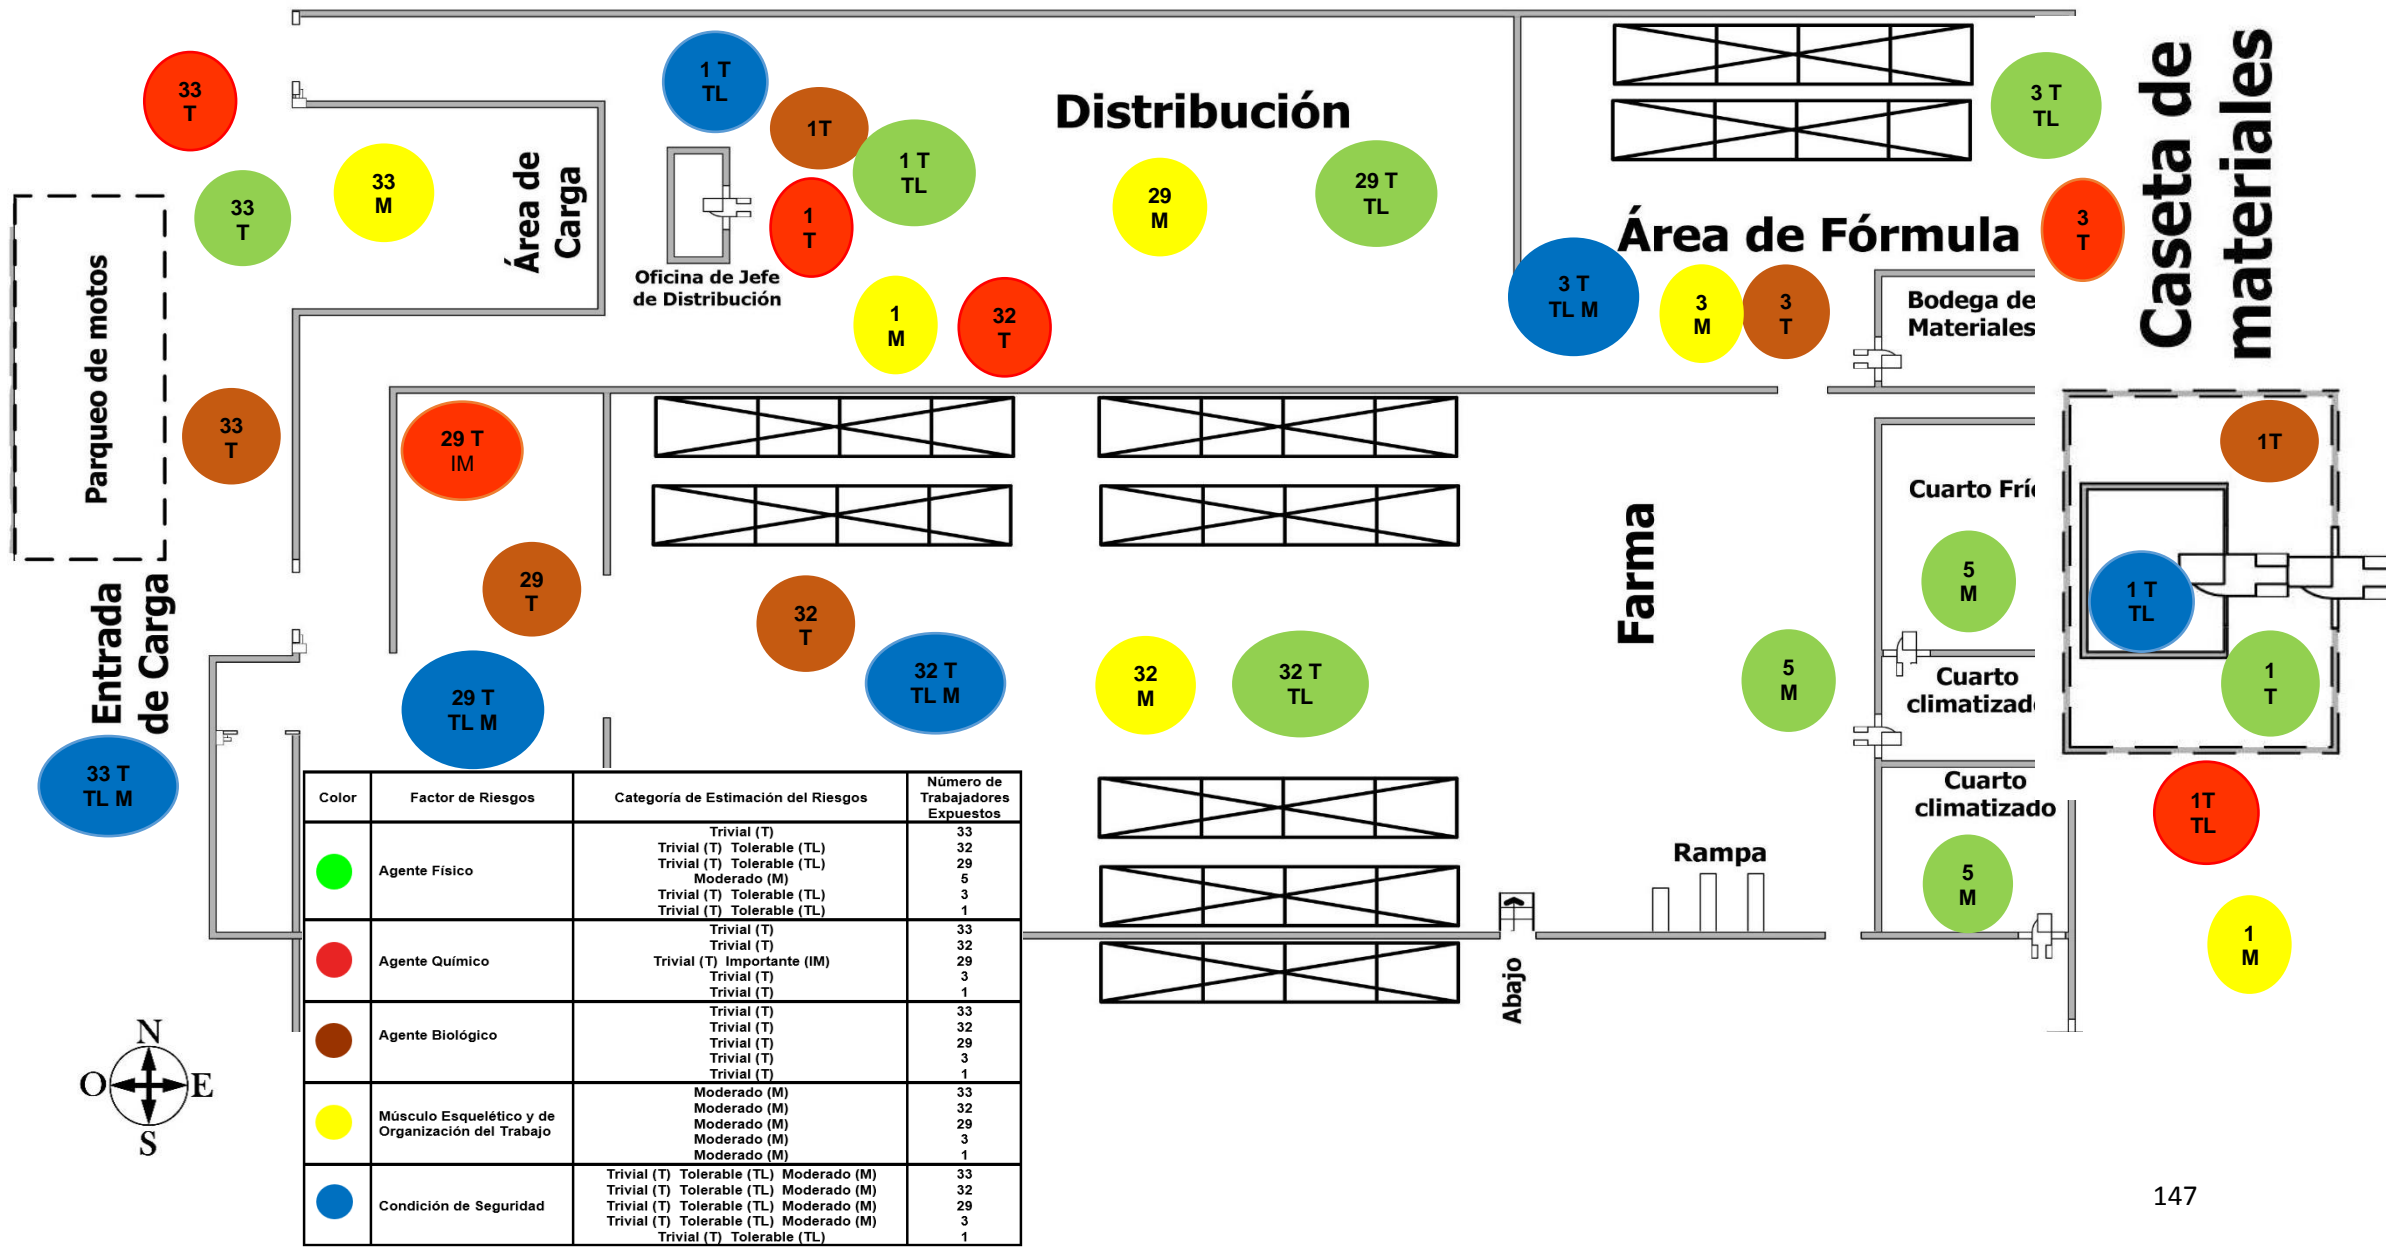 33
T
33
T
33
M
Área de
Carga
Parqueo de motos
33
T
Entrada
de Carga
33 T
TL M
1 T
TL
1T
1 T
TL
1
T
Oficina de Jefe
de Distribución
1
M
32
T
Distribución
29
M
29 T
TL
3 T
TL
Área de Fórmula
3
T
3 T
TL M
3
M
3
T
Bodega de
Materiales
Caseta de
materiales
29 T
IM
29
T
29 T
TL M
32
T
32 T
TL M
32
M
32 T
TL
Farma
5
M
Cuarto Frí
5
M
Cuarto
climatizad
Cuarto
climatizado
5
M
1T
1 T
TL
1
T
1T
TL
1
M
Rampa
Abajo
Color Factor de Riesgos Categoría de Estimación del Riesgos Número de
Trabajadores
Expuestos
Agente Físico
Trivial (T) 33
Trivial (T) Tolerable (TL) 32
Trivial (T) Tolerable (TL) 29
Moderado (M) 5
Trivial (T) Tolerable (TL) 3
Trivial (T) Tolerable (TL) 1
Agente Químico
Trivial (T) 33
Trivial (T) 32
Trivial (T) Importante (IM) 29
Trivial (T) 3
Trivial (T) 1
Agente Biológico
Trivial (T) 33
Trivial (T) 32
Trivial (T) 29
Trivial (T) 3
Trivial (T) 1
Músculo Esquelético y de
Organización del Trabajo
Moderado (M) 33
Moderado (M) 32
Moderado (M) 29
Moderado (M) 3
Moderado (M) 1
Condición de Seguridad
Trivial (T) Tolerable (TL) Moderado (M) 33
Trivial (T) Tolerable (TL) Moderado (M) 32
Trivial (T) Tolerable (TL) Moderado (M) 29
Trivial (T) Tolerable (TL) Moderado (M) 3
Trivial (T) Tolerable (TL) 1
N
O E
S
147